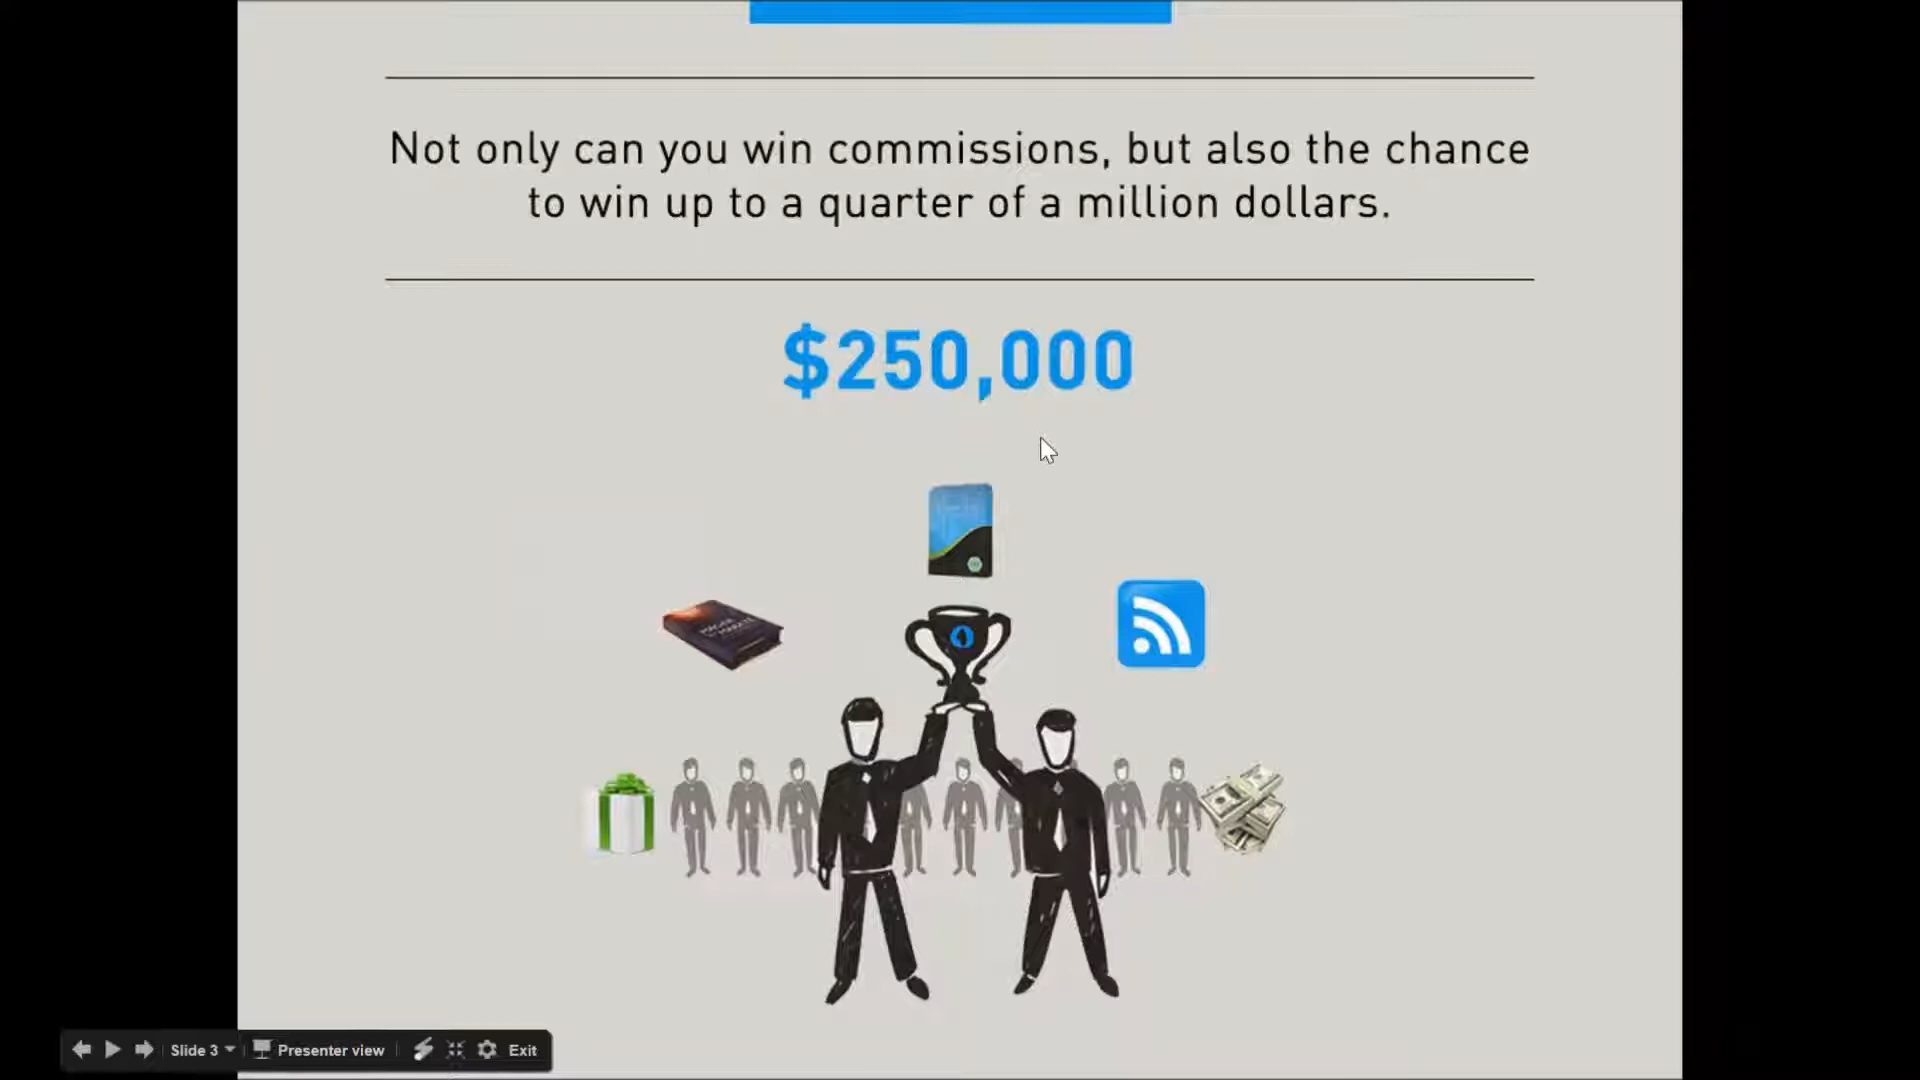 Not only can you win commissions, but also the chance
to win up to a quarter of a million dollars.
$250,000
Slide 3
Presenter view
Exit